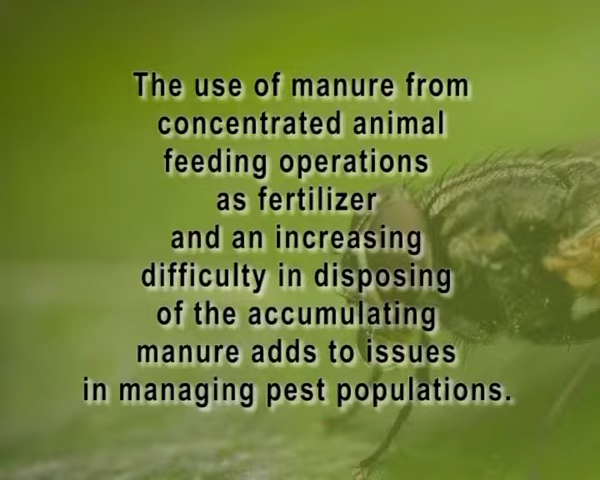 The use of manure from
concentrated animal
feeding operations
as fertilizer
and an increasing
difficulty in disposing
of the accumulating
manure adds to issues
in managing pest populations.